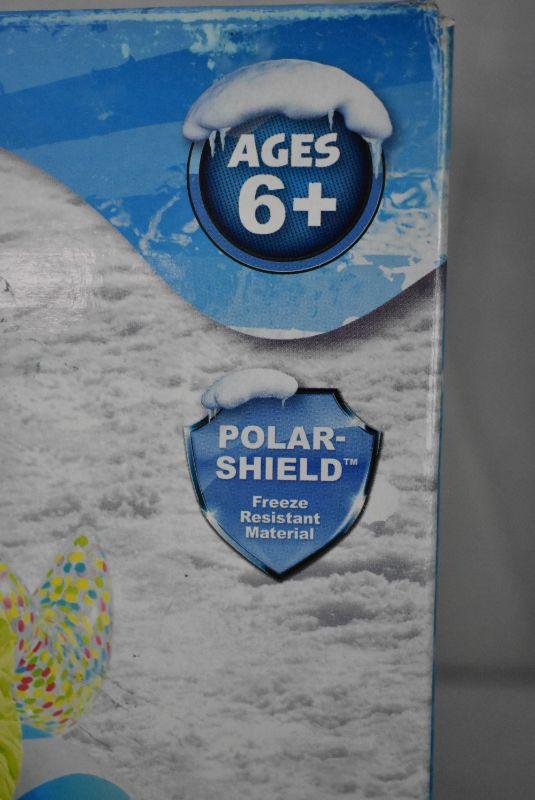 AGES
6+
POLAR-
SHIELD™
Freeze
Resistant
Material